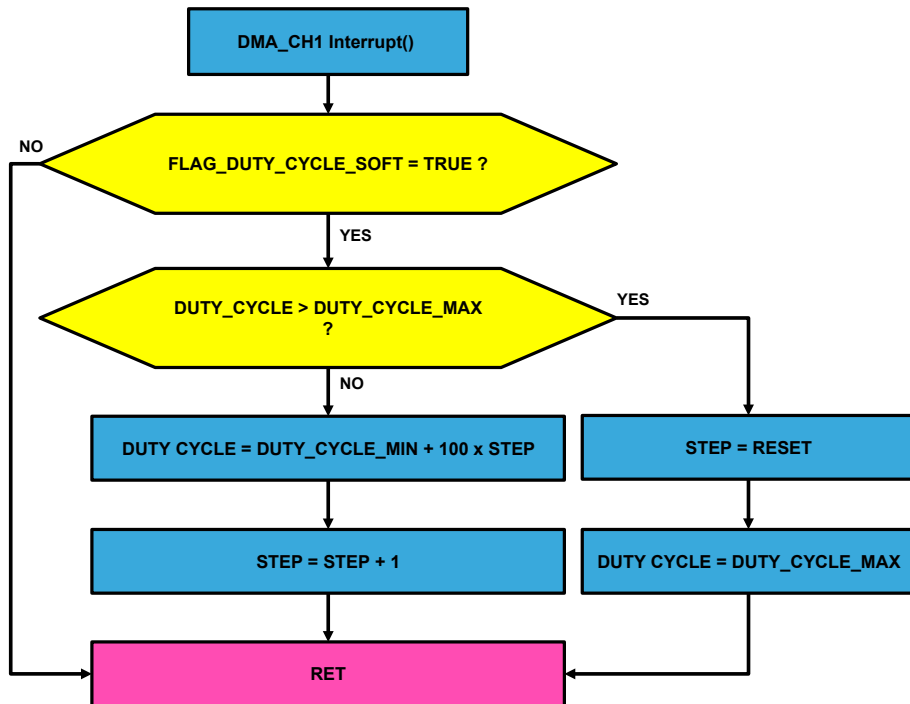 DMA_CH1 Interrupt()
NO
FLAG_DUTY_CYCLE_SOFT = TRUE ?
YES
DUTY_CYCLE > DUTY_CYCLE_MAX
?
YES
NO
DUTY CYCLE = DUTY_CYCLE_MIN + 100 x STEP
STEP = RESET
STEP = STEP + 1
DUTY CYCLE = DUTY_CYCLE_MAX
RET